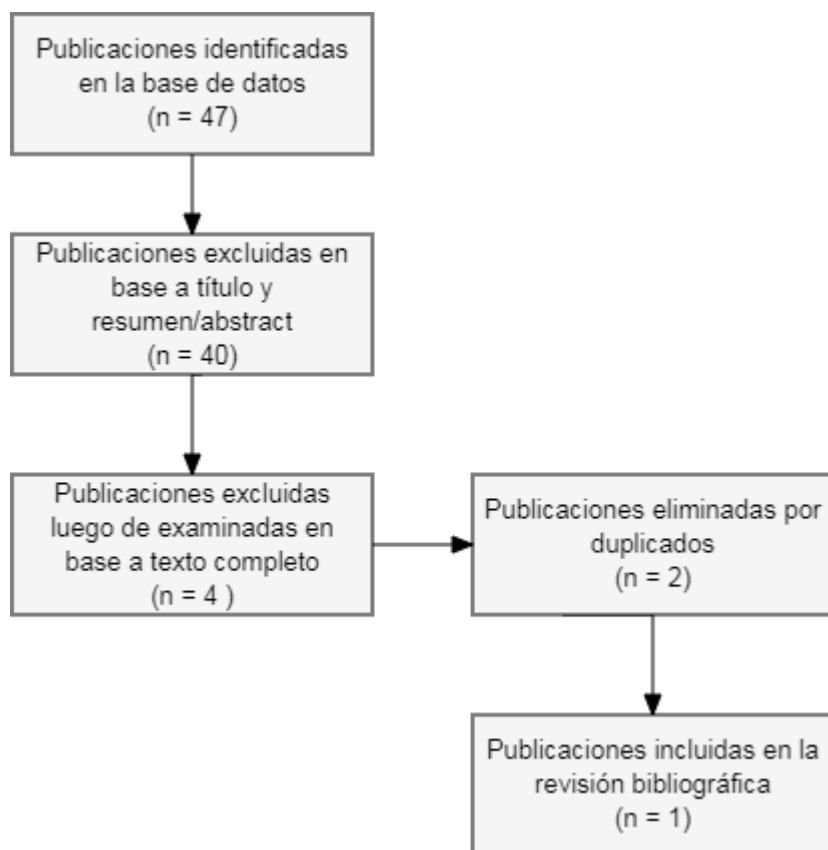 Publicaciones identificadas
en la base de datos
(n = 47)
Publicaciones excluidas en
base a título y
resumen/abstract
(n = 40)
Publicaciones excluidas
luego de examinadas en
base a texto completo
(n = 4 )
Publicaciones eliminadas por
duplicados
(n = 2)
Publicaciones incluidas en la
revisión bibliográfica
(n = 1)